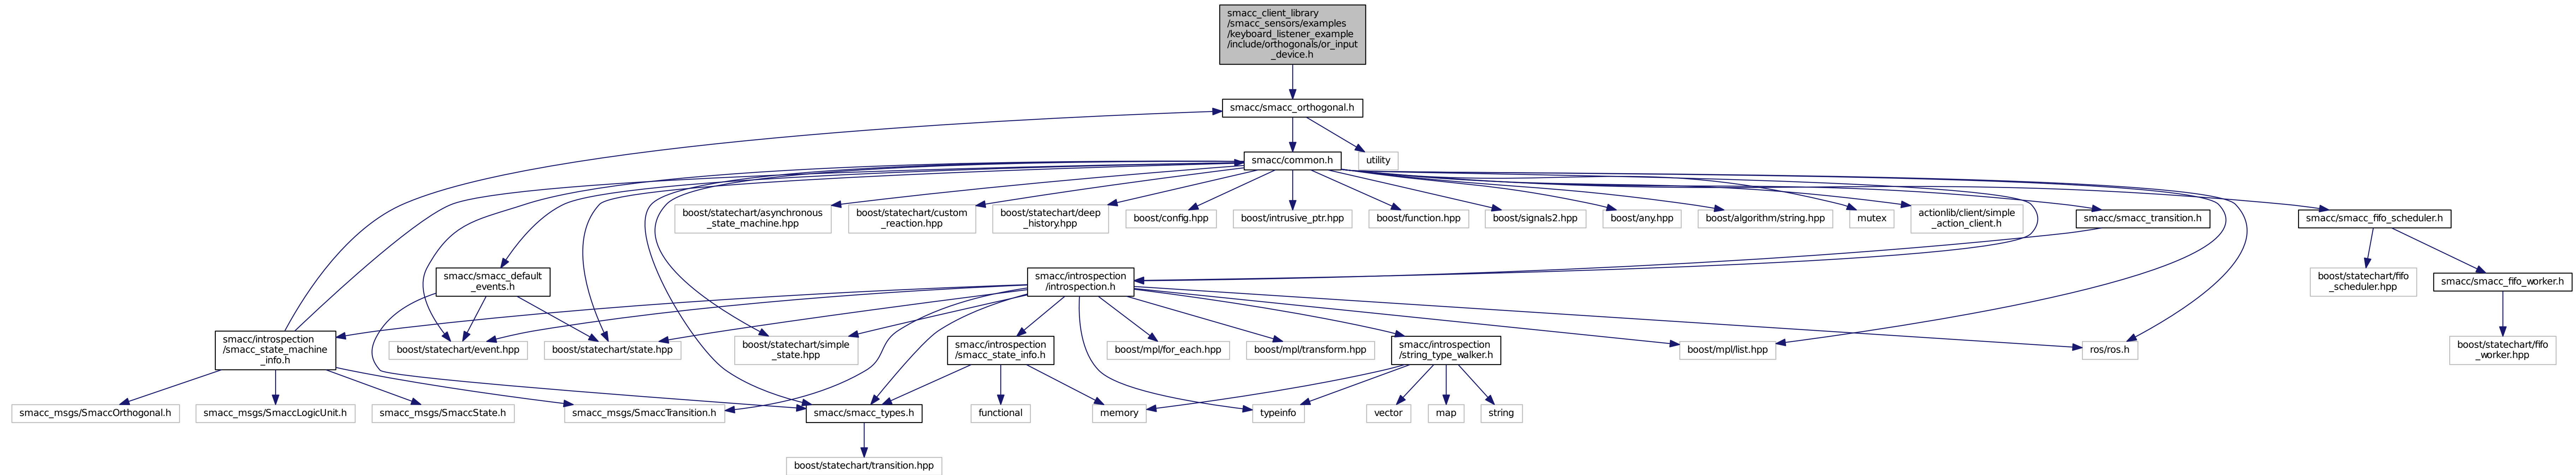 smacc_client_library
/smacc_sensors/examples
/keyboard_listener_example
/include/orthogonals/or_input
_device.h
smacc/smacc_orthogonal.h
smacc/common.h
utility
boost/statechart/asynchronous
_state_machine.hpp
boost/statechart/custom
_reaction.hpp
boost/statechart/deep
_history.hpp
boost/config.hpp
boost/intrusive_ptr.hpp
boost/function.hpp
boost/signals2.hpp
boost/any.hpp
boost/algorithm/string.hpp
mutex
actionlib/client/simple
_action_client.h
smacc/smacc_transition.h
smacc/smacc_fifo_scheduler.h
smacc/smacc_default
_events.h
smacc/introspection
/introspection.h
boost/statechart/fifo
_scheduler.hpp
smacc/smacc_fifo_worker.h
smacc/introspection
/smacc_state_machine
_info.h
boost/statechart/event.hpp
boost/statechart/state.hpp
boost/statechart/simple
_state.hpp
smacc/introspection
/smacc_state_info.h
boost/mpl/for_each.hpp
boost/mpl/transform.hpp
smacc/introspection
/string_type_walker.h
boost/mpl/list.hpp
ros/ros.h
boost/statechart/fifo
_worker.hpp
smacc_msgs/SmaccOrthogonal.h
smacc_msgs/SmaccLogicUnit.h
smacc_msgs/SmaccState.h
smacc_msgs/SmaccTransition.h
smacc/smacc_types.h
functional
memory
typeinfo
vector
map
string
boost/statechart/transition.hpp